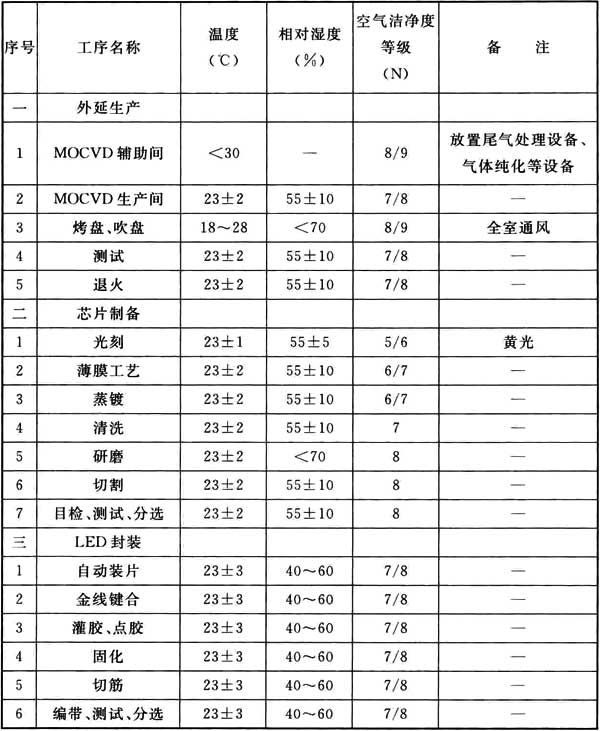 序号 工序名称 温度（℃） 相对湿度（%） 空气洁净度等级（N） 备 注
一 外延生产
1 MOCVD 辅助间 ＜30 — 8/9 放置尾气处理设备、气体纯化等设备
2 MOCVD 生产间 23±2 55±10 7/8 —
3 烤盘、吹盘 18～28 ＜70 8/9 全室通风
4 测试 23±2 55±10 7/8 —
5 退火 23±2 55±10 7/8 —
二 芯片制备
1 光刻 23±1 55±5 5/6 黄光
2 薄膜工艺 23±2 55±10 6/7 —
3 蒸镀 23±2 55±10 6/7 —
4 清洗 23±2 55±10 7 —
5 研磨 23±2 ＜70 8 —
6 切割 23±2 55±10 8 —
7 目检、测试、分选 23±2 55±10 8 —
三 LED 封装
1 自动装片 23±3 40～60 7/8 —
2 金线键合 23±3 40～60 7/8 —
3 灌胶、点胶 23±3 40～60 7/8 —
4 固化 23±3 40～60 7/8 —
5 切筋 23±3 40～60 7/8 —
6 编带、测试、分选 23±3 40～60 7/8 —